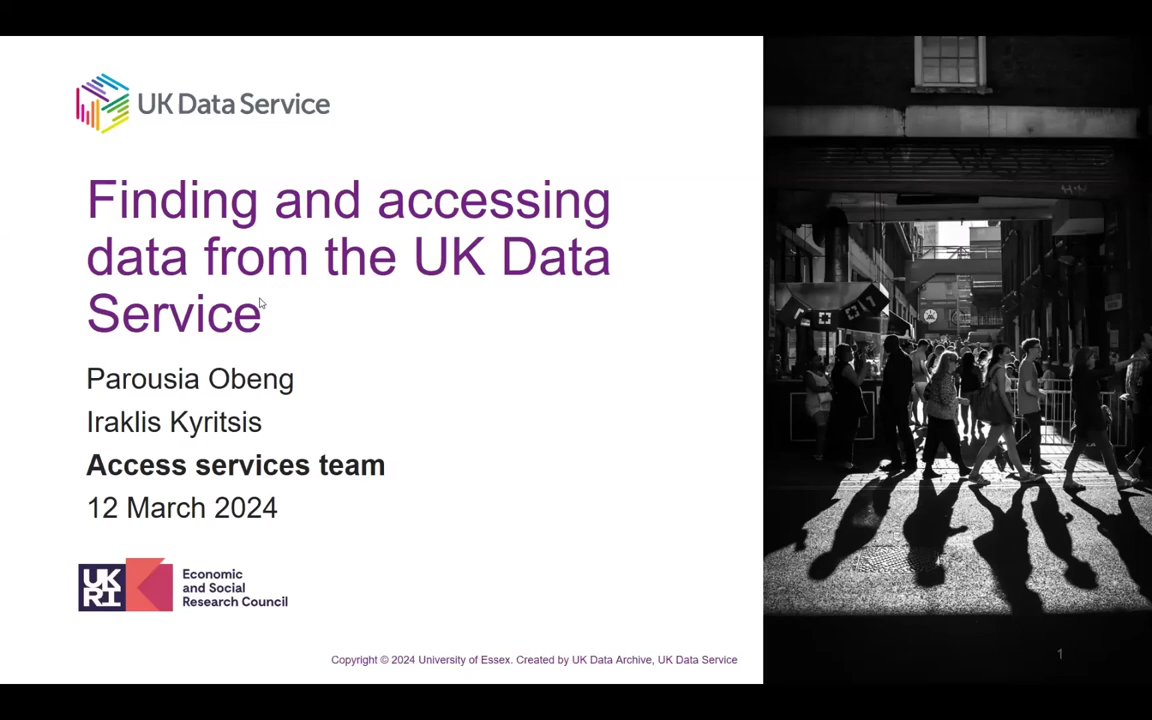 UK Data Service
Finding and accessing
data from the UK Data
Service
Parousia Obeng
Iraklis Kyritsis
Access services team
12 March 2024
UK
RI
Economic
and Social
Research Council
Copyright © 2024 University of Essex. Created by UK Data Archive, UK Data Service
1